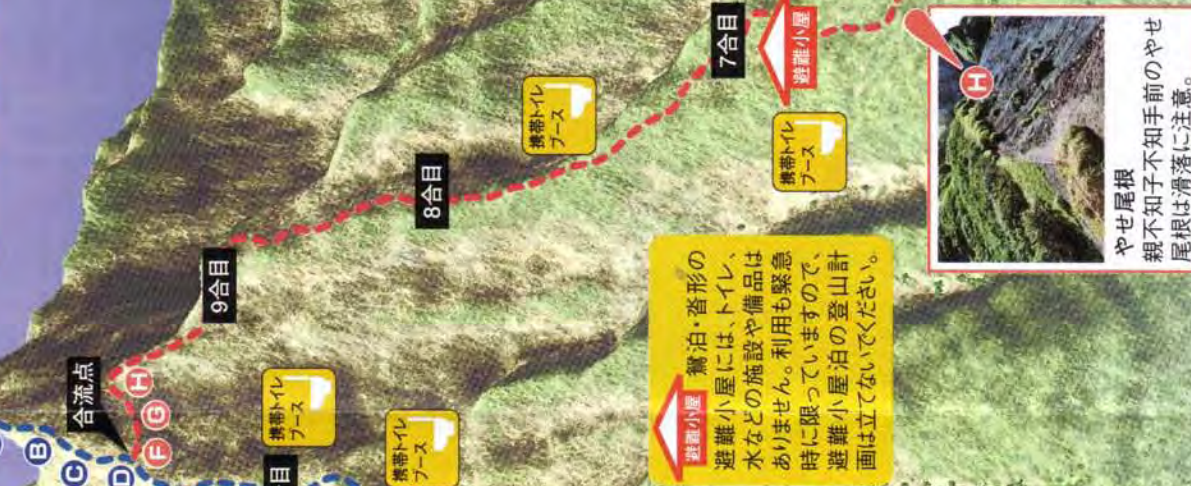 合流点
B
C
D
F
G
H
9合目
8合目
7合目
避難小屋
携帯トイレ
ブース
携帯トイレ
ブース
携帯トイレ
ブース
携帯トイレ
ブース
目
避難小屋 鴛泊・沓形の
避難小屋には、トイレ、
水などの施設や備品は
ありません。利用も緊急
時に限っていますので、
避難小屋泊の登山計
画は立てないでください。
H
やせ尾根
親不知子不知手前のやせ
尾根は滑落に注意。